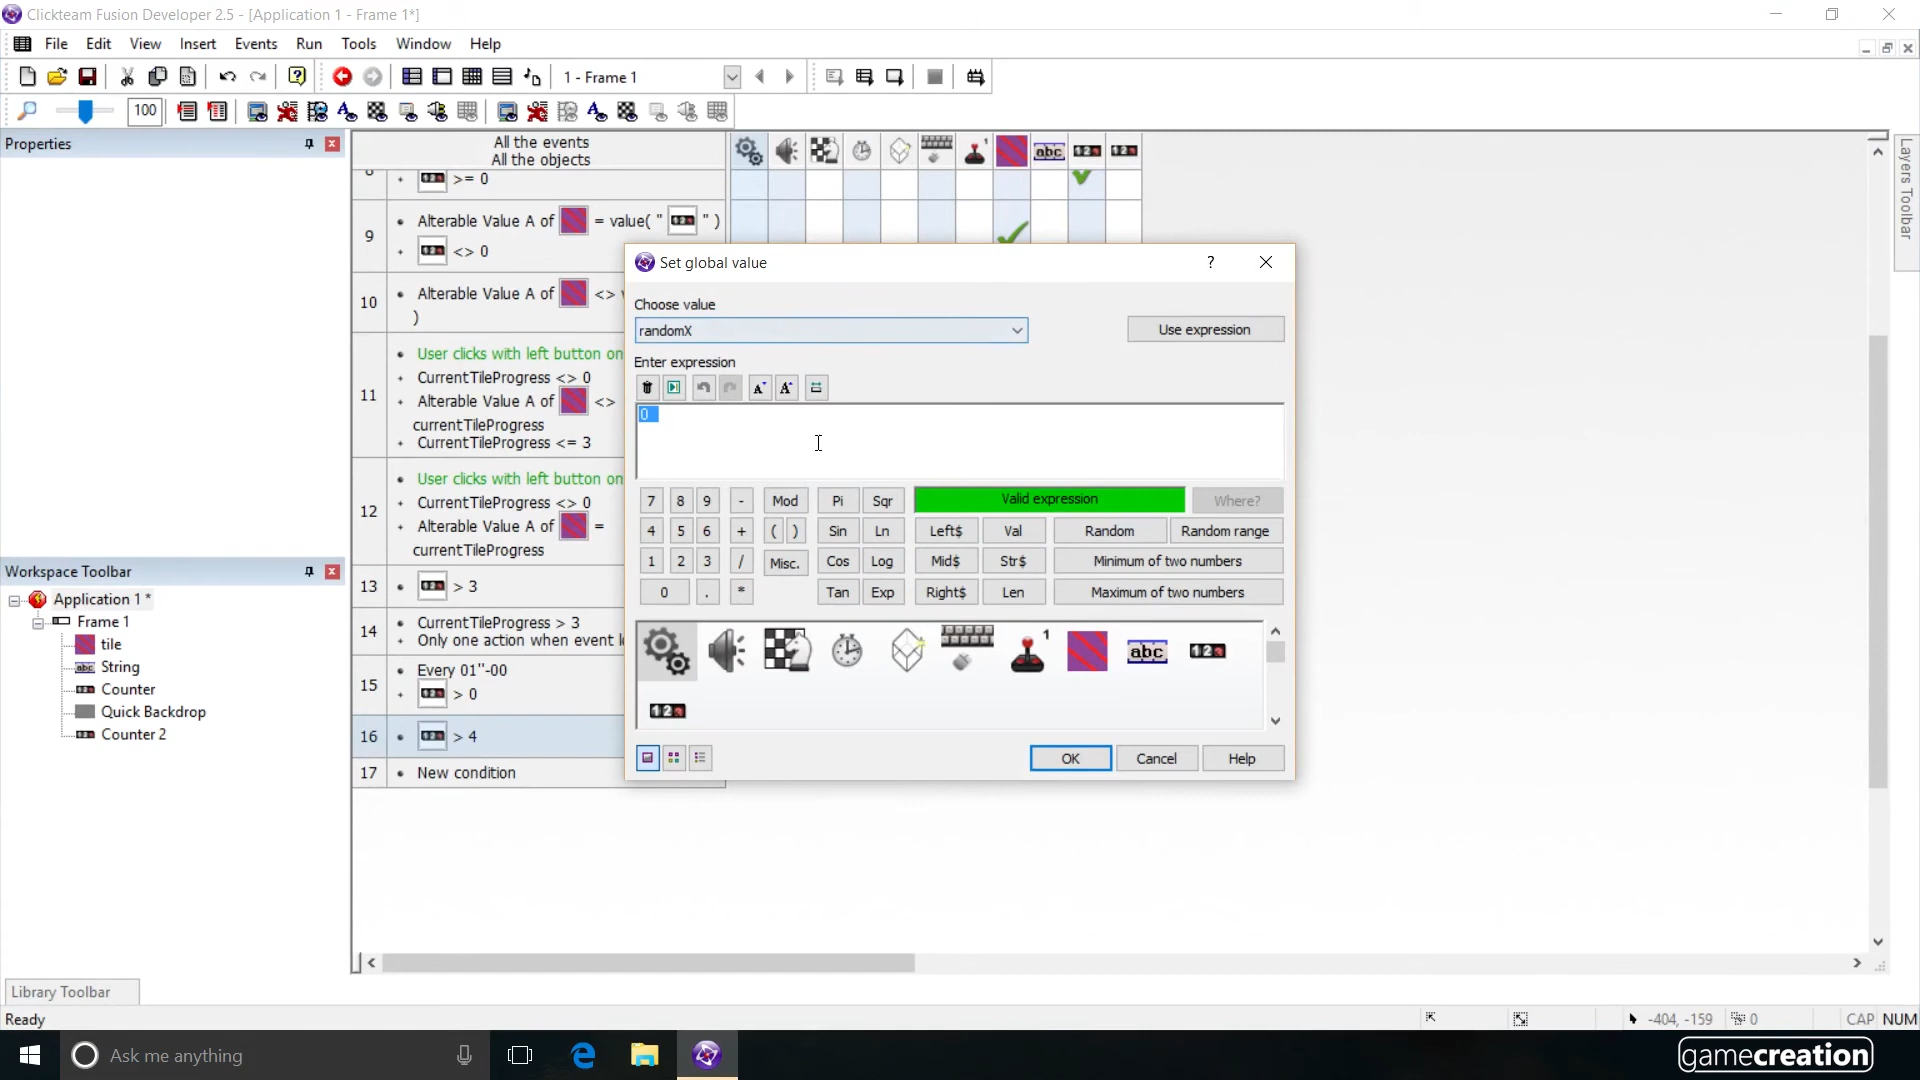 Clickteam Fusion Developer 2.5 - [Application 1 - Frame 1*]
File Edit View Insert Events Run Tools Window Help
1 - Frame 1
100
Properties
All the events
All the objects
Layers Toolbar
8 >= 0
9 Alterable Value A of = value( " " )
<> 0
10 Alterable Value A of <>
)
11 User clicks with left button on
CurrentTileProgress <> 0
Alterable Value A of <>
currentTileProgress
CurrentTileProgress <= 3
12 User clicks with left button on
CurrentTileProgress <> 0
Alterable Value A of =
currentTileProgress
13 > 3
14 CurrentTileProgress > 3
Only one action when event
15 Every 01"-00
> 0
16 > 4
17 New condition
Set global value
?
Choose value
randomX
Use expression
Enter expression
0
7 8 9 - Mod Pi Sqr Valid expression Where?
4 5 6 + ( ) Sin Ln Left$ Val Random Random range
1 2 3 / Misc. Cos Log Mid$ Str$ Minimum of two numbers
0 . * Tan Exp Right$ Len Maximum of two numbers
1
abc
OK Cancel Help
Workspace Toolbar
Application 1 *
Frame 1
tile
String
Counter
Quick Backdrop
Counter 2
Library Toolbar
Ready
-404, -159
0
CAP NUM
Ask me anything
gamecreation